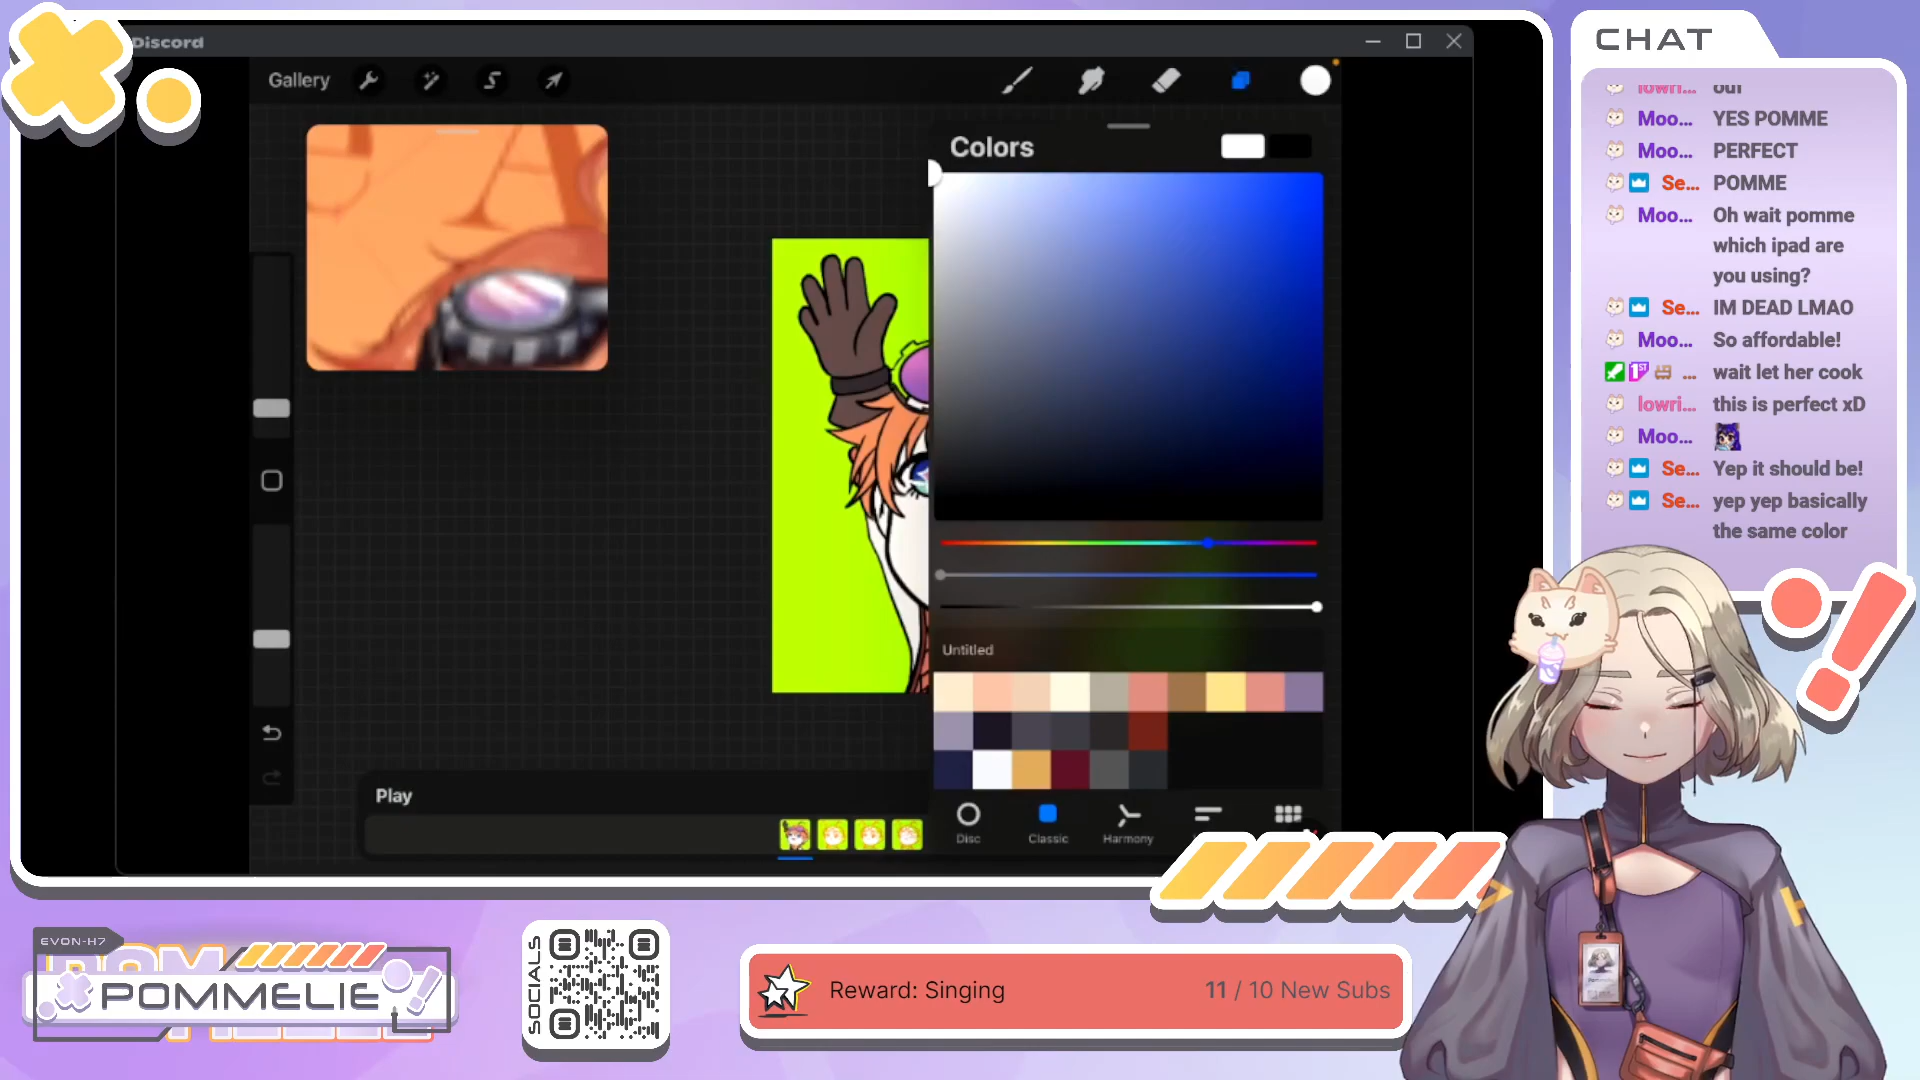 Discord
Gallery
Colors
Untitled
Disc
Classic
Harmony
Play
CHAT
lowri... out
Moo... YES POMME
Moo... PERFECT
Se... POMME
Moo... Oh wait pomme
which ipad are
you using?
Se... IM DEAD LMAO
Moo... So affordable!
1ST ... wait let her cook
lowri... this is perfect xD
Moo...
Se... Yep it should be!
Se... yep yep basically
the same color
EVON-H7
POMMELIE
SOCIALS
Reward: Singing
11 / 10 New Subs